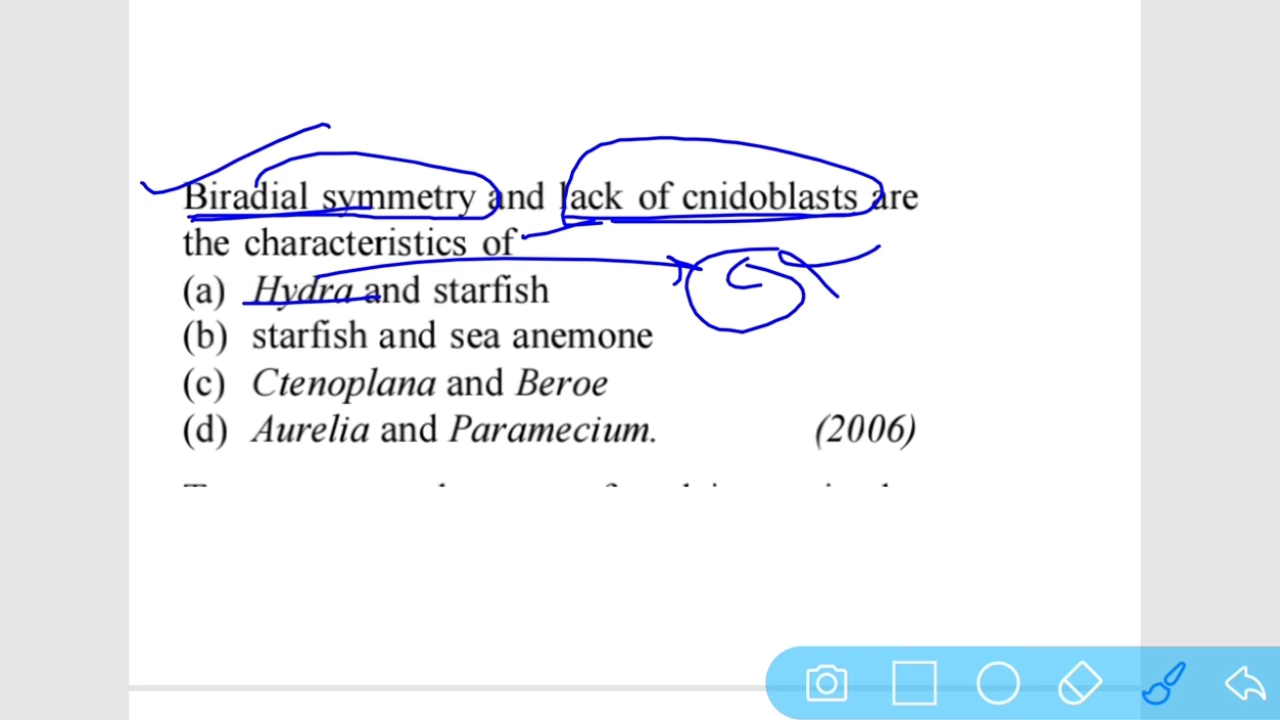 Biradial symmetry and lack of cnidoblasts are
the characteristics of
(a) Hydra and starfish
(b) starfish and sea anemone
(c) Ctenoplana and Beroe
(d) Aurelia and Paramecium. (2006)